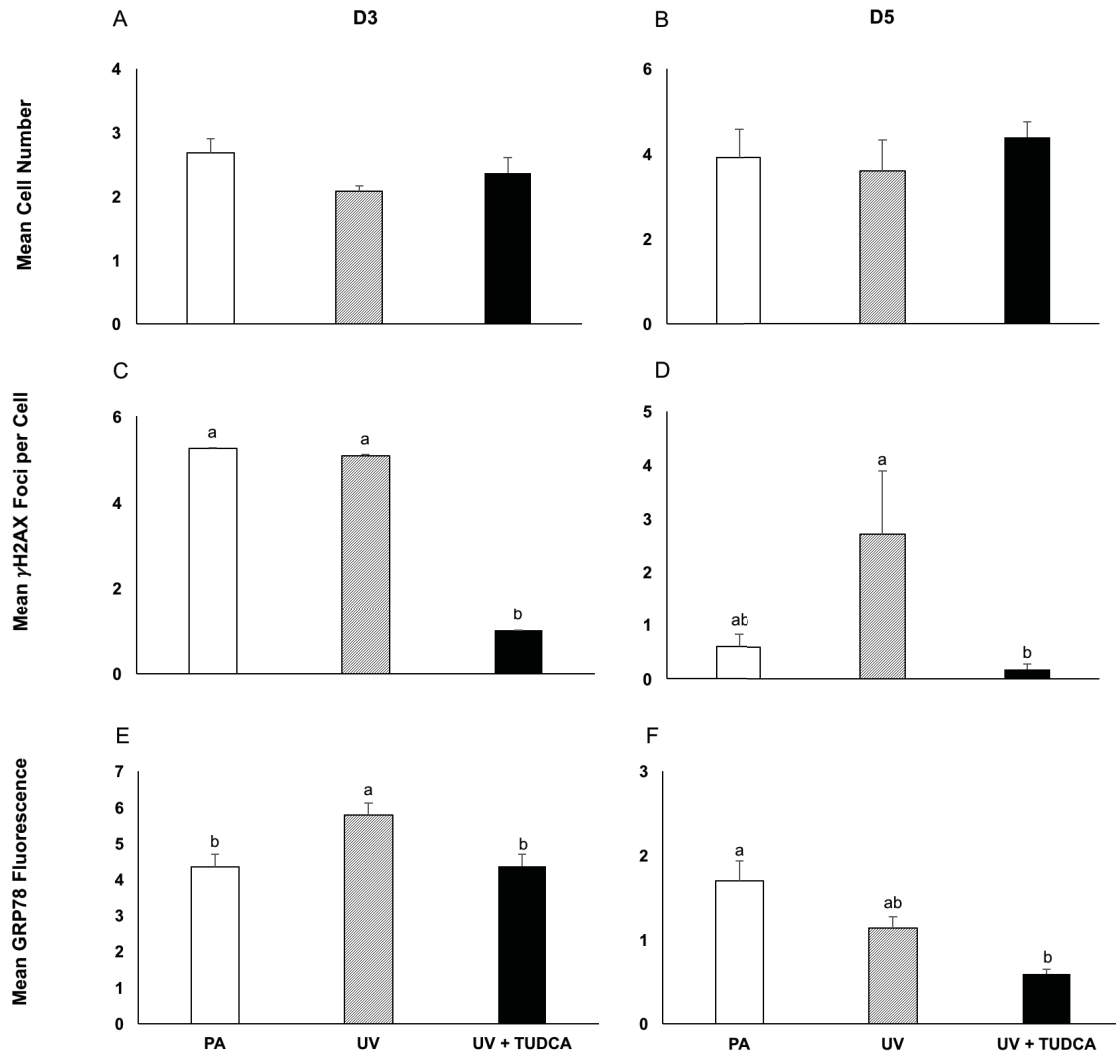 A D3
B D5
Mean Cell Number
4
3
2
1
0
6
4
2
0
C
D
Mean γH2AX Foci per Cell
6
4
2
0
a
a
b
5
4
3
2
1
0
ab
a
b
E
F
Mean GRP78 Fluorescence
7
6
5
4
3
2
1
0
b
a
b
3
2
1
0
a
ab
b
PA UV UV + TUDCA
PA UV UV + TUDCA